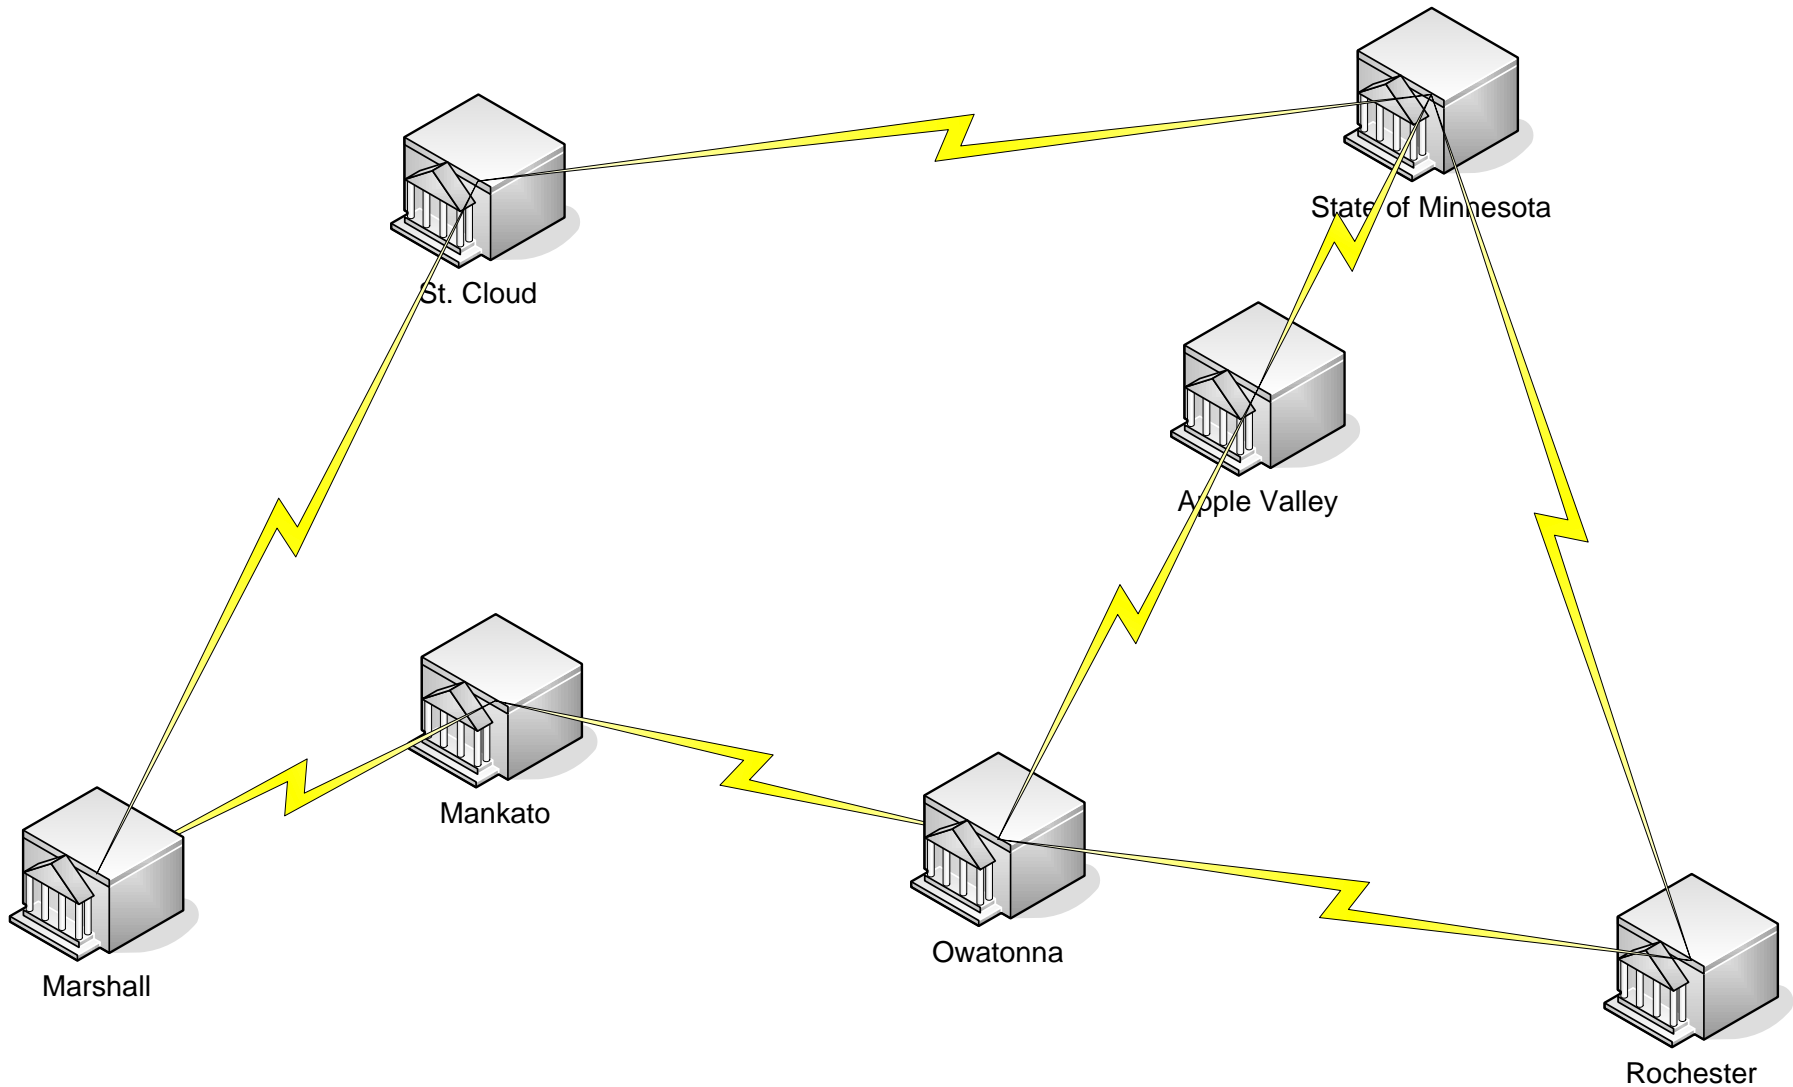 State of Minnesota
St. Cloud
Apple Valley
Mankato
Owatonna
Marshall
Rochester